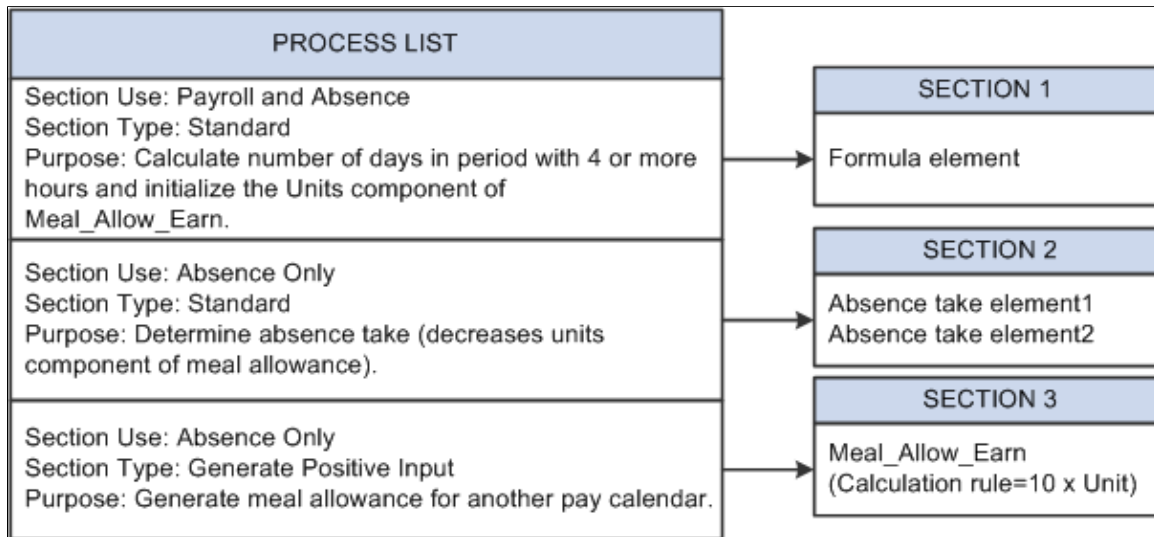 PROCESS LIST
Section Use: Payroll and Absence
Section Type: Standard
Purpose: Calculate number of days in period with 4 or more
hours and initialize the Units component of
Meal_Allow_Earn.
SECTION 1
Formula element
Section Use: Absence Only
Section Type: Standard
Purpose: Determine absence take (decreases units
component of meal allowance).
SECTION 2
Absence take element1
Absence take element2
Section Use: Absence Only
Section Type: Generate Positive Input
Purpose: Generate meal allowance for another pay calendar.
SECTION 3
Meal_Allow_Earn
(Calculation rule=10 x Unit)